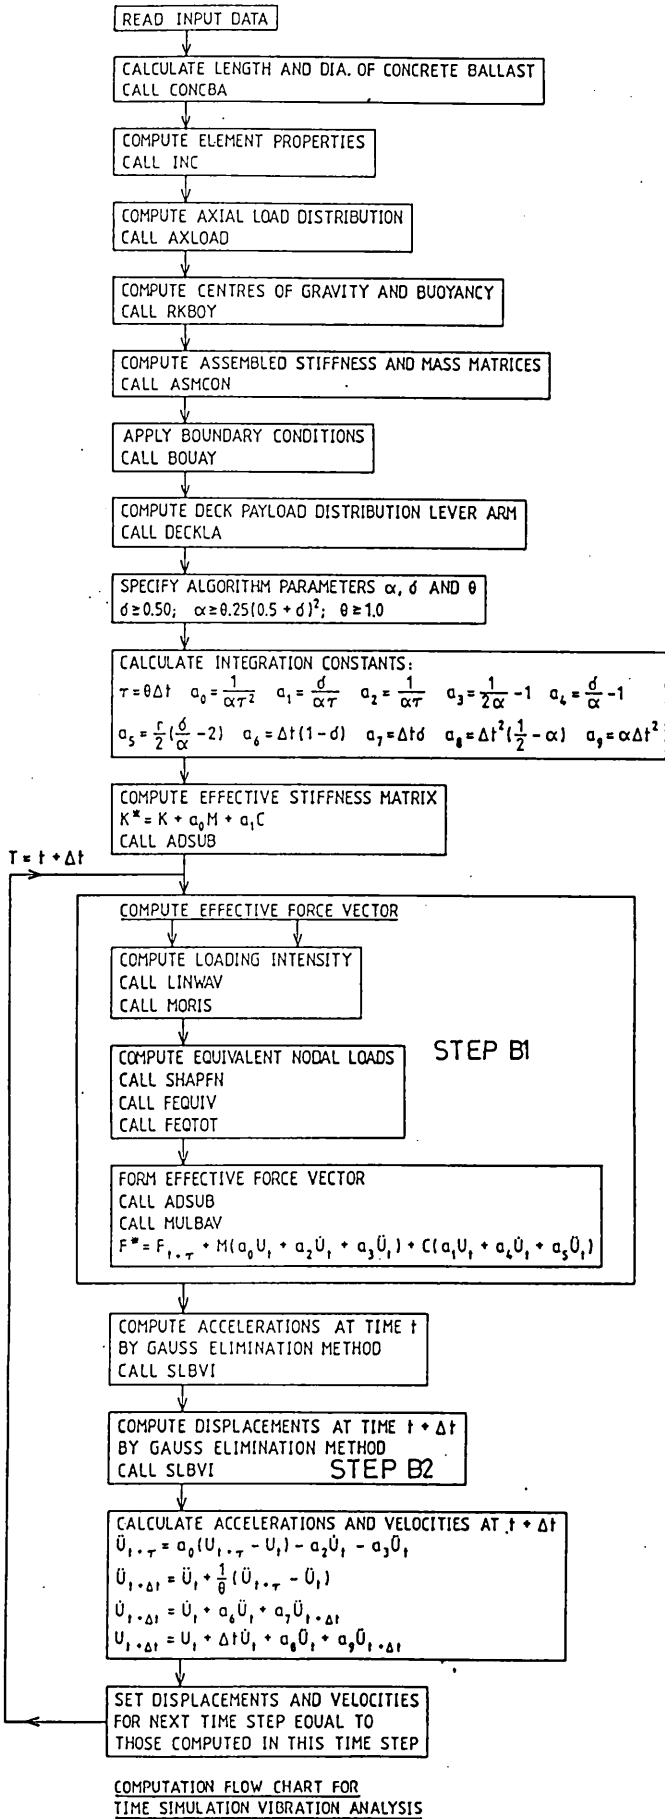 READ INPUT DATA
CALCULATE LENGTH AND DIA. OF CONCRETE BALLAST
CALL CONCBA
COMPUTE ELEMENT PROPERTIES
CALL INC
COMPUTE AXIAL LOAD DISTRIBUTION
CALL AXLOAD
COMPUTE CENTRES OF GRAVITY AND BUOYANCY
CALL RKBOY
COMPUTE ASSEMBLED STIFFNESS AND MASS MATRICES
CALL ASMCON
APPLY BOUNDARY CONDITIONS
CALL BOUAY
COMPUTE DECK PAYLOAD DISTRIBUTION LEVER ARM
CALL DECKLA
SPECIFY ALGORITHM PARAMETERS α, δ AND θ
δ ≥ 0.50; α ≥ θ.25(0.5 + δ)²; θ ≥ 1.0
CALCULATE INTEGRATION CONSTANTS:
τ = θΔt a₀ = 1/ατ² a₁ = δ/ατ a₂ = 1/ατ a₃ = 1/2α - 1 a₄ = δ/α - 1
a₅ = τ/2(δ/α - 2) a₆ = Δt(1 - δ) a₇ = Δtδ a₈ = Δt²(1/2 - α) a₉ = αΔt²
COMPUTE EFFECTIVE STIFFNESS MATRIX
K* = K + a₀M + a₁C
CALL ADSUB
T = t + Δt
COMPUTE EFFECTIVE FORCE VECTOR
COMPUTE LOADING INTENSITY
CALL LINWAV
CALL MORIS
COMPUTE EQUIVALENT NODAL LOADS
CALL SHAPFN
CALL FEQUIV
CALL FEQTOT
STEP B1
FORM EFFECTIVE FORCE VECTOR
CALL ADSUB
CALL MULBAV
F* = Fₜ₊τ + M(a₀Uₜ + a₂U̇ₜ + a₃Üₜ) + C(a₁Uₜ + a₄U̇ₜ + a₅Üₜ)
COMPUTE ACCELERATIONS AT TIME t
BY GAUSS ELIMINATION METHOD
CALL SLBVI
COMPUTE DISPLACEMENTS AT TIME t + Δt
BY GAUSS ELIMINATION METHOD
CALL SLBVI STEP B2
CALCULATE ACCELERATIONS AND VELOCITIES AT t + Δt
Üₜ₊τ = a₀(Uₜ₊τ - Uₜ) - a₂U̇ₜ - a₃Üₜ
Üₜ₊Δₜ = Üₜ + 1/θ (Üₜ₊τ - Üₜ)
U̇ₜ₊Δₜ = U̇ₜ + a₆Üₜ + a₇Üₜ₊Δₜ
Uₜ₊Δₜ = Uₜ + ΔtU̇ₜ + a₈Üₜ + a₉Üₜ₊Δₜ
SET DISPLACEMENTS AND VELOCITIES
FOR NEXT TIME STEP EQUAL TO
THOSE COMPUTED IN THIS TIME STEP
COMPUTATION FLOW CHART FOR
TIME SIMULATION VIBRATION ANALYSIS